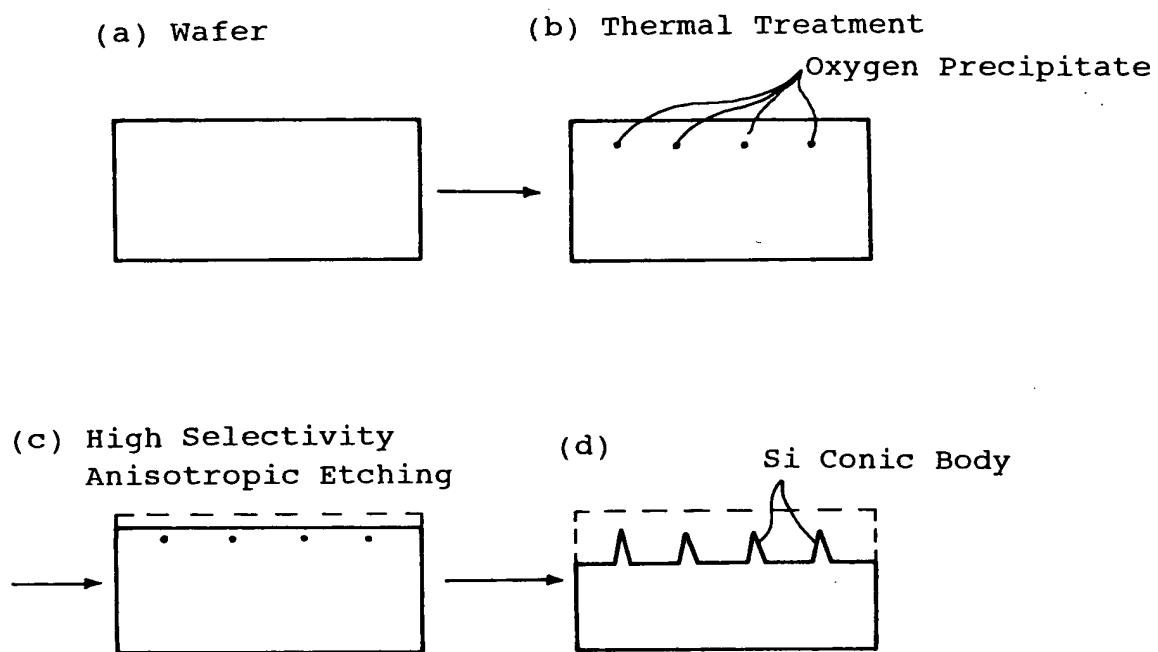 (a) Wafer
(b) Thermal Treatment
Oxygen Precipitate
(c) High Selectivity
Anisotropic Etching
(d)
Si Conic Body